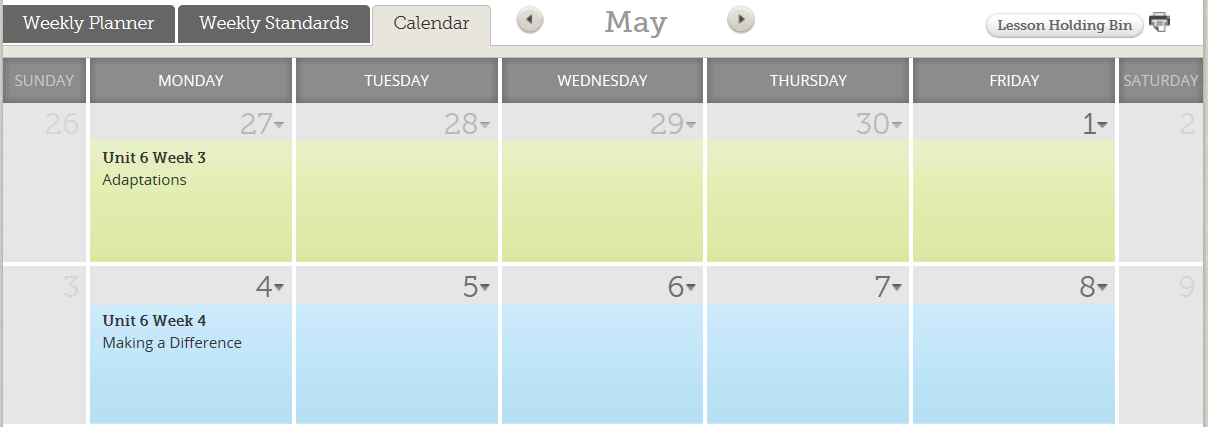 Weekly Planner Weekly Standards Calendar May Lesson Holding Bin
SUNDAY MONDAY TUESDAY WEDNESDAY THURSDAY FRIDAY SATURDAY
26 27 28 29 30 1 2
Unit 6 Week 3
Adaptations
3 4 5 6 7 8 9
Unit 6 Week 4
Making a Difference